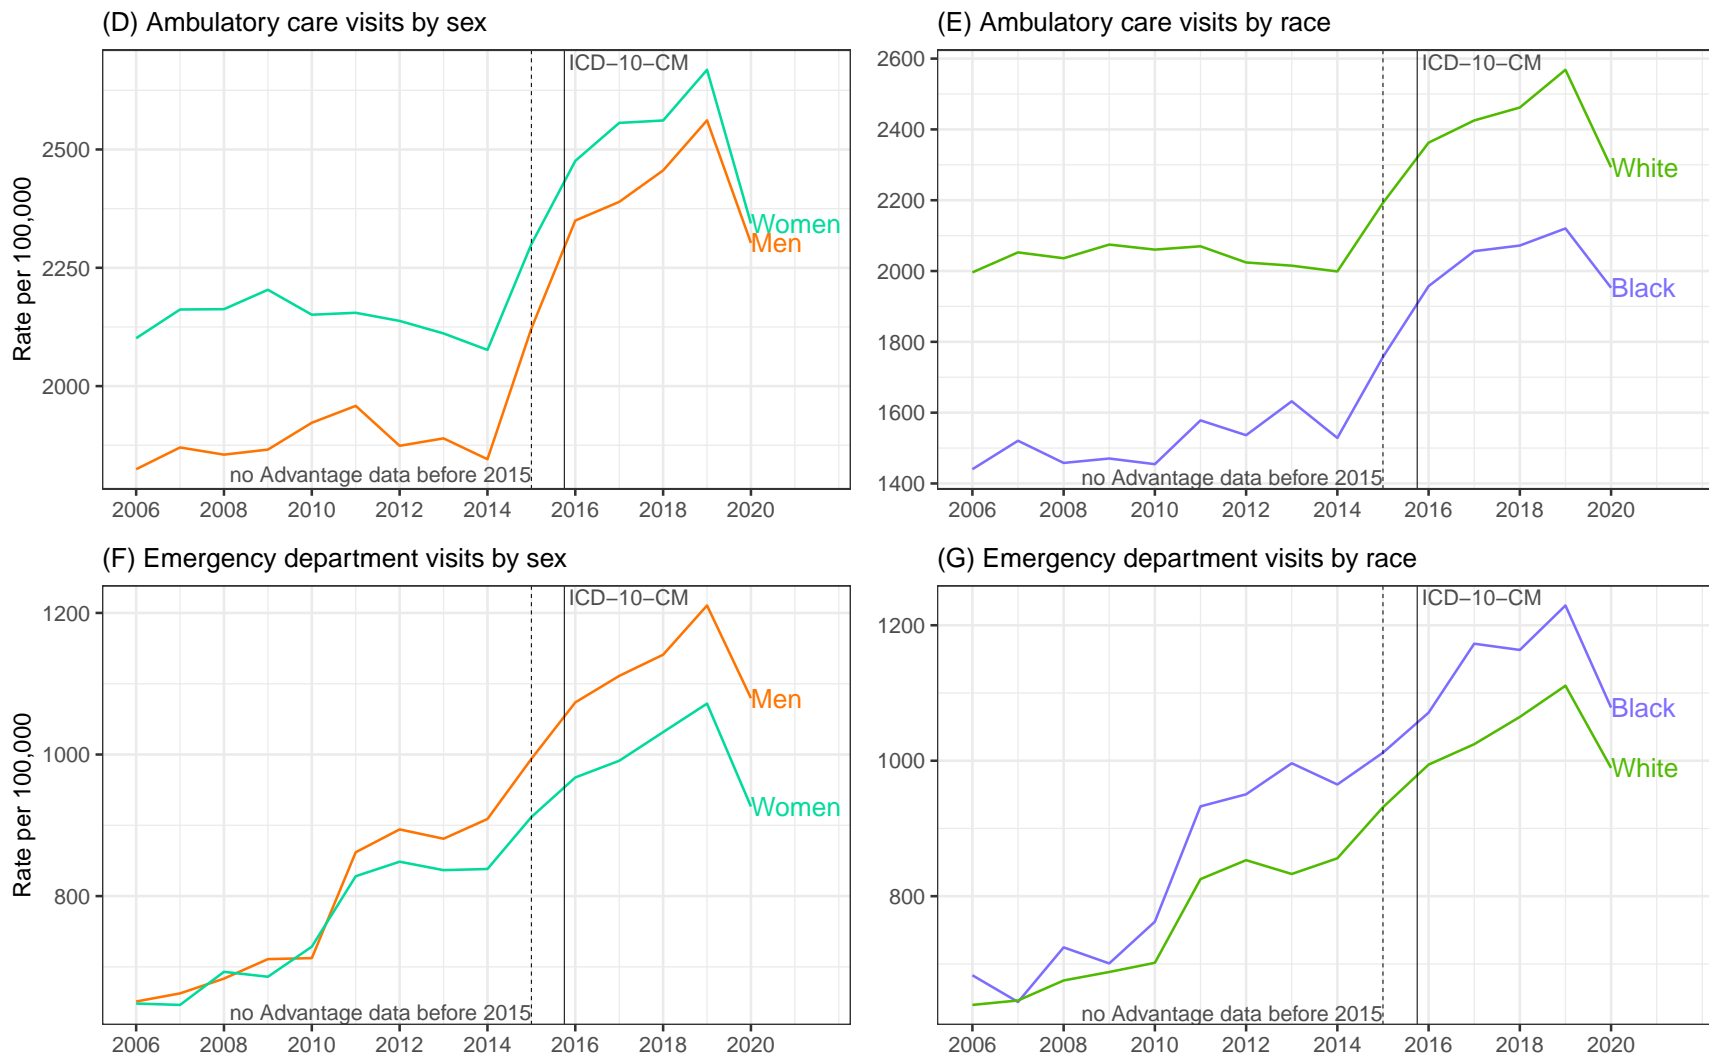 (D) Ambulatory care visits by sex
Rate per 100,000
2500
2250
2000
ICD−10−CM
Women
Men
no Advantage data before 2015
2006 2008 2010 2012 2014 2016 2018 2020
(E) Ambulatory care visits by race
2600
2400
2200
2000
1800
1600
1400
ICD−10−CM
White
Black
no Advantage data before 2015
2006 2008 2010 2012 2014 2016 2018 2020
(F) Emergency department visits by sex
Rate per 100,000
1200
1000
800
ICD−10−CM
Men
Women
no Advantage data before 2015
2006 2008 2010 2012 2014 2016 2018 2020
(G) Emergency department visits by race
1200
1000
800
ICD−10−CM
Black
White
no Advantage data before 2015
2006 2008 2010 2012 2014 2016 2018 2020